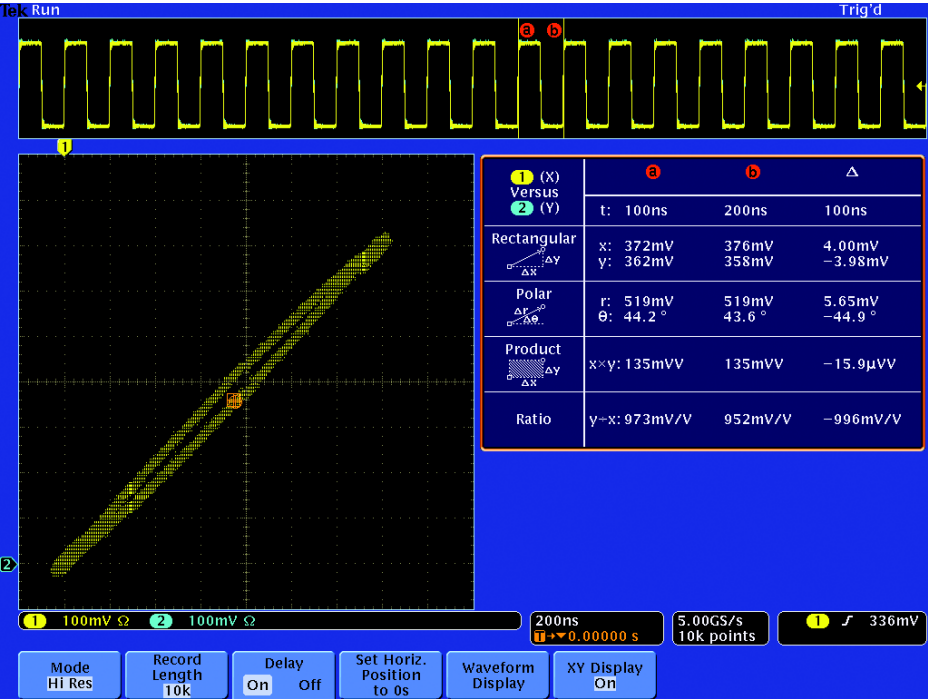 Tek Run Trig'd
a b
1
1 (X) Versus 2 (Y) a b Δ
t: 100ns 200ns 100ns
Rectangular x: 372mV 376mV 4.00mV
Δy Δx y: 362mV 358mV −3.98mV
Polar r: 519mV 519mV 5.65mV
Δr Δθ θ: 44.2° 43.6° −44.9°
Product x×y: 135mVV 135mVV −15.9µVV
Δy Δx
Ratio y÷x: 973mV/V 952mV/V −996mV/V
2
1 100mV Ω 2 100mV Ω 200ns 5.00GS/s 1 336mV
T→▼0.00000 s 10k points
Mode Hi Res
Record Length 10k
Delay On Off
Set Horiz. Position to 0s
Waveform Display
XY Display On